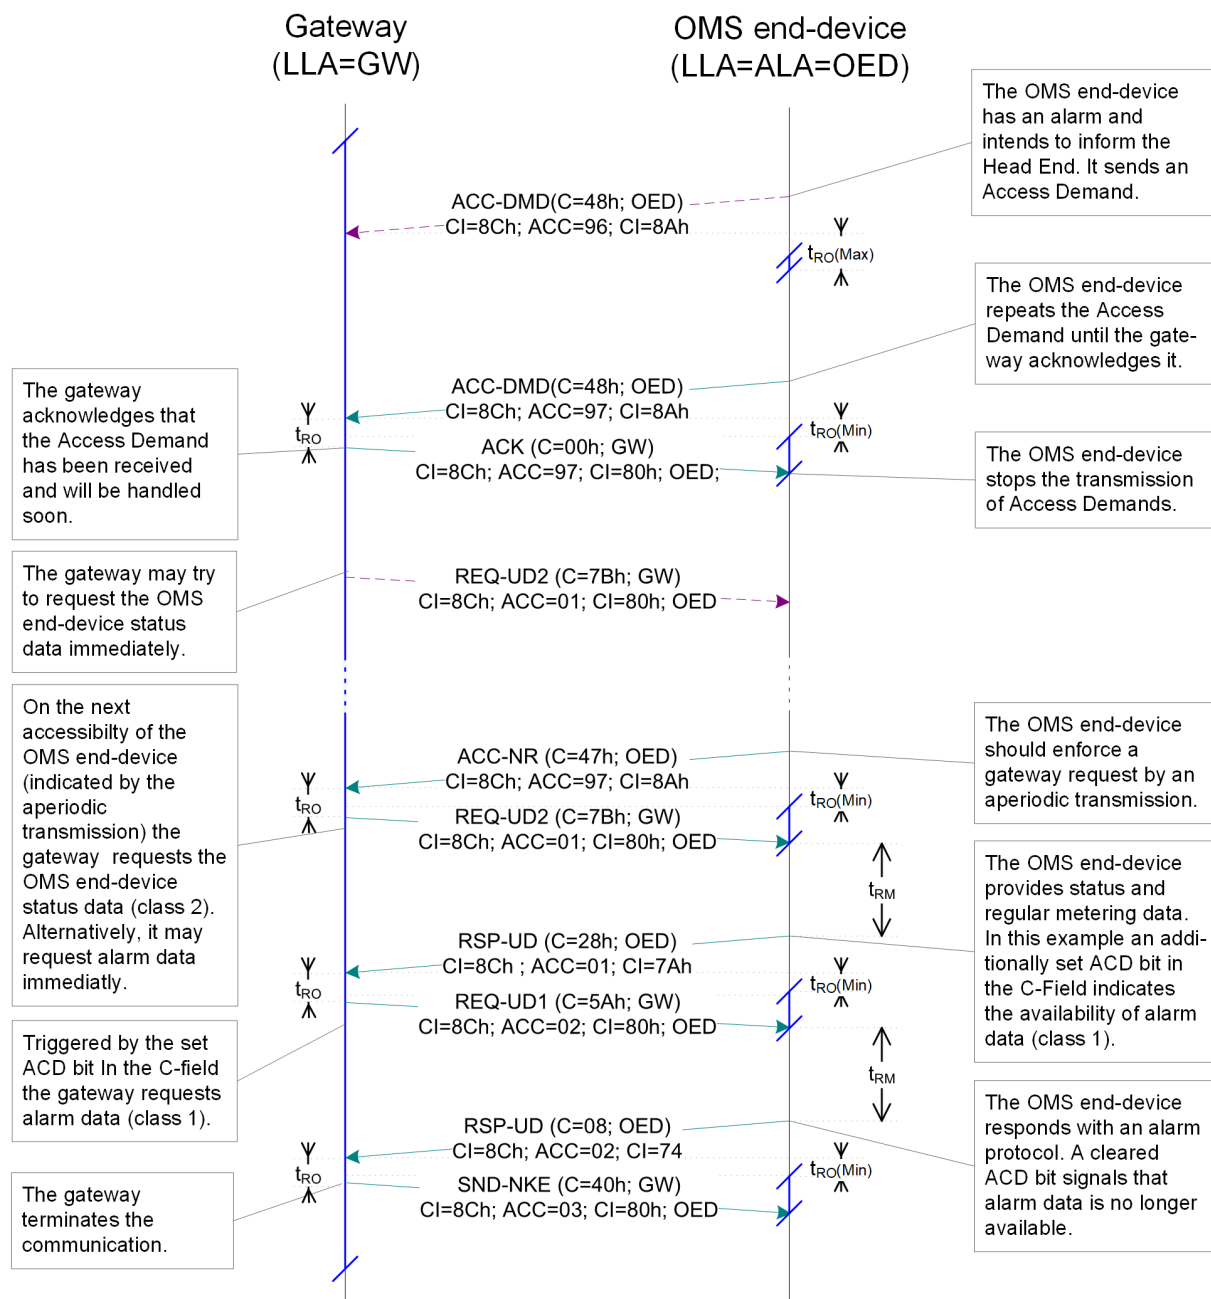 Gateway
(LLA=GW)
OMS end-device
(LLA=ALA=OED)
The OMS end-device
has an alarm and
intends to inform the
Head End. It sends an
Access Demand.
ACC-DMD(C=48h; OED)
CI=8Ch; ACC=96; CI=8Ah
tRO(Max)
The OMS end-device
repeats the Access
Demand until the gate-
way acknowledges it.
ACC-DMD(C=48h; OED)
CI=8Ch; ACC=97; CI=8Ah
The gateway
acknowledges that
the Access Demand
has been received
and will be handled
soon.
tRO
tRO(Min)
ACK (C=00h; GW)
CI=8Ch; ACC=97; CI=80h; OED;
The OMS end-device
stops the transmission
of Access Demands.
The gateway may try
to request the OMS
end-device status
data immediately.
REQ-UD2 (C=7Bh; GW)
CI=8Ch; ACC=01; CI=80h; OED
On the next
accessibilty of the
OMS end-device
(indicated by the
aperiodic
transmission) the
gateway  requests the
OMS end-device
status data (class 2).
Alternatively, it may
request alarm data
immediatly.
ACC-NR (C=47h; OED)
CI=8Ch; ACC=97; CI=8Ah
The OMS end-device
should enforce a
gateway request by an
aperiodic transmission.
tRO
tRO(Min)
REQ-UD2 (C=7Bh; GW)
CI=8Ch; ACC=01; CI=80h; OED
tRM
The OMS end-device
provides status and
regular metering data.
In this example an addi-
tionally set ACD bit in
the C-Field indicates
the availability of alarm
data (class 1).
RSP-UD (C=28h; OED)
CI=8Ch ; ACC=01; CI=7Ah
tRO
tRO(Min)
REQ-UD1 (C=5Ah; GW)
CI=8Ch; ACC=02; CI=80h; OED
Triggered by the set
ACD bit In the C-field
the gateway requests
alarm data (class 1).
tRM
The OMS end-device
responds with an alarm
protocol. A cleared
ACD bit signals that
alarm data is no longer
available.
RSP-UD (C=08; OED)
CI=8Ch; ACC=02; CI=74
tRO
tRO(Min)
SND-NKE (C=40h; GW)
CI=8Ch; ACC=03; CI=80h; OED
The gateway
terminates the
communication.